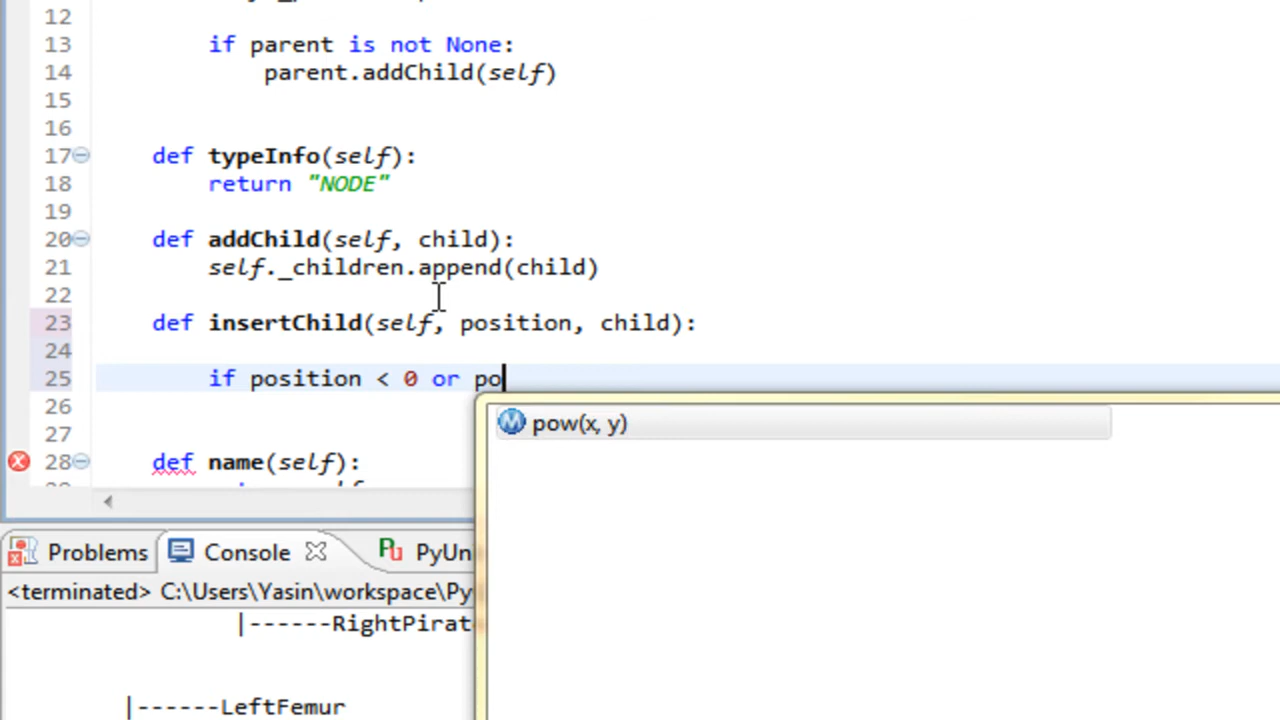 12
13 if parent is not None:
14 parent.addChild(self)
15
16
17 def typeInfo(self):
18 return "NODE"
19
20 def addChild(self, child):
21 self._children.append(child)
22
23 def insertChild(self, position, child):
24
25 if position < 0 or po
pow(x, y)
26
27
28 def name(self):
Problems Console PyUni
<terminated> C:\Users\Yasin\workspace\Py
|------RightPirat
|------LeftFemur